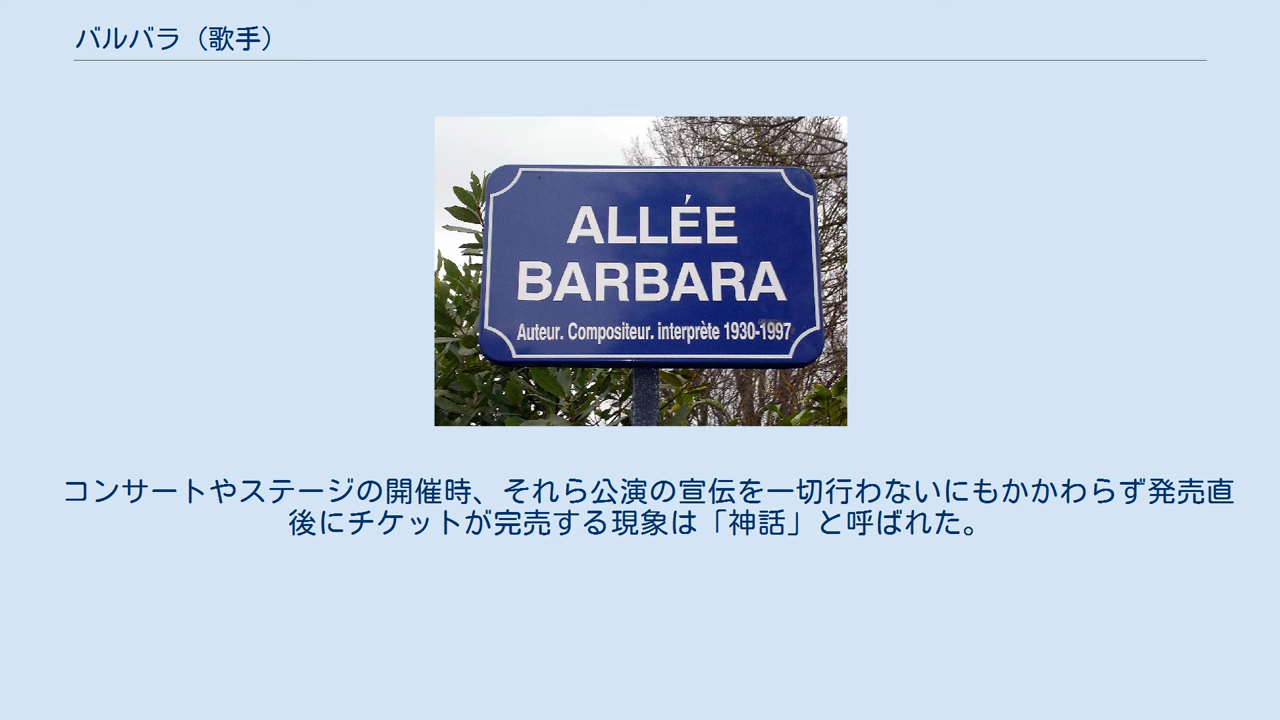 バルバラ（歌手）
ALLÉE
BARBARA
Auteur. Compositeur. interprète 1930-1997
コンサートやステージの開催時、それら公演の宣伝を一切行わないにもかかわらず発売直
後にチケットが完売する現象は「神話」と呼ばれた。